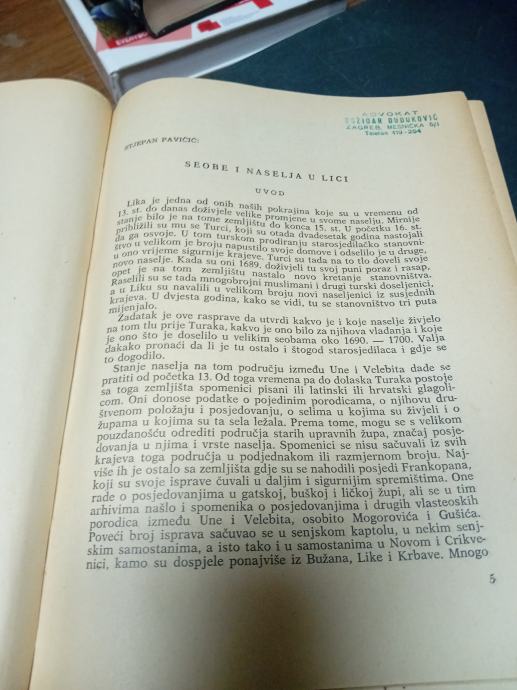 ADVOKAT
BOŽIDAR DUDUKOVIĆ
ZAGREB, MESNIČKA 5/I
Telefon 419-204
STJEPAN PAVIČIĆ:
SEOBE I NASELJA U LICI
UVOD
Lika je jedna od onih naših pokrajina koje su u vremenu od
13. st. do danas doživjele velike promjene u svome naselju. Mirnije
stanje bilo je na tome zemljištu do konca 15. st. U početku 16. st.
približili su mu se Turci, koji su otada dvadesetak godina nastojali
da ga osvoje. U tom turskom prodiranju starosjedilačko stanovni-
štvo u velikom je broju napustilo svoje domove i odselilo je u druge,
u ono vrijeme sigurnije krajeve. Turci su tada na to tlo doveli svoje
novo naselje. Kada su oni 1689. doživjeli tu svoj puni poraz i rasap,
opet je na tom zemljištu nastalo novo kretanje stanovništva.
Raselili su se tada mnogobrojni muslimani i drugi turski doseljenici,
a u Liku su navalili u velikom broju novi naseljenici iz susjednih
krajeva. U dvjesta godina, kako se vidi, tu se stanovništvo tri puta
mijenjalo.
Zadatak je ove rasprave da utvrdi kakvo je i koje naselje živjelo
na tom tlu prije Turaka, kakvo je ono bilo za njihova vladanja i koje
je ono što je doselilo u velikim seobama oko 1690. — 1700. Valja
dakako pronaći da li je tu ostalo i štogod starosjedilaca i gdje se
to dogodilo.
Stanje naselja na tom području između Une i Velebita dade se
pratiti od početka 13. Od toga vremena pa do dolaska Turaka postoje
sa toga zemljišta spomenici pisani ili latinski ili hrvatski glagoli-
com. Oni donose podatke o pojedinim porodicama, o njihovu dru-
štvenom položaju i posjedovanju, o selima u kojima su živjeli i o
župama u kojima su ta sela ležala. Prema tome, mogu se s velikom
pouzdanošću odrediti područja starih upravnih župa, značaj posje-
dovanja u njima i vrste naselja. Spomenici se nisu sačuvali iz svih
krajeva toga područja u podjednakom ili razmjernom broju. Naj-
više ih je ostalo sa zemljišta gdje su se nahodili posjedi Frankopana,
koji su svoje isprave čuvali u daljim i sigurnijim spremištima. One
rade o posjedovanjima u gatskoj, buškoj i ličkoj župi, ali se u tim
arhivima našlo i spomenika o posjedovanjima i drugih vlasteoskih
porodica između Une i Velebita, osobito Mogorovića i Gušića.
Poveći broj isprava sačuvao se u senjskom kaptolu, u nekim senj-
skim samostanima, a isto tako i u samostanima u Novom i Crikve-
nici, kamo su dospjele ponajviše iz Bužana, Like i Krbave. Mnogo
5